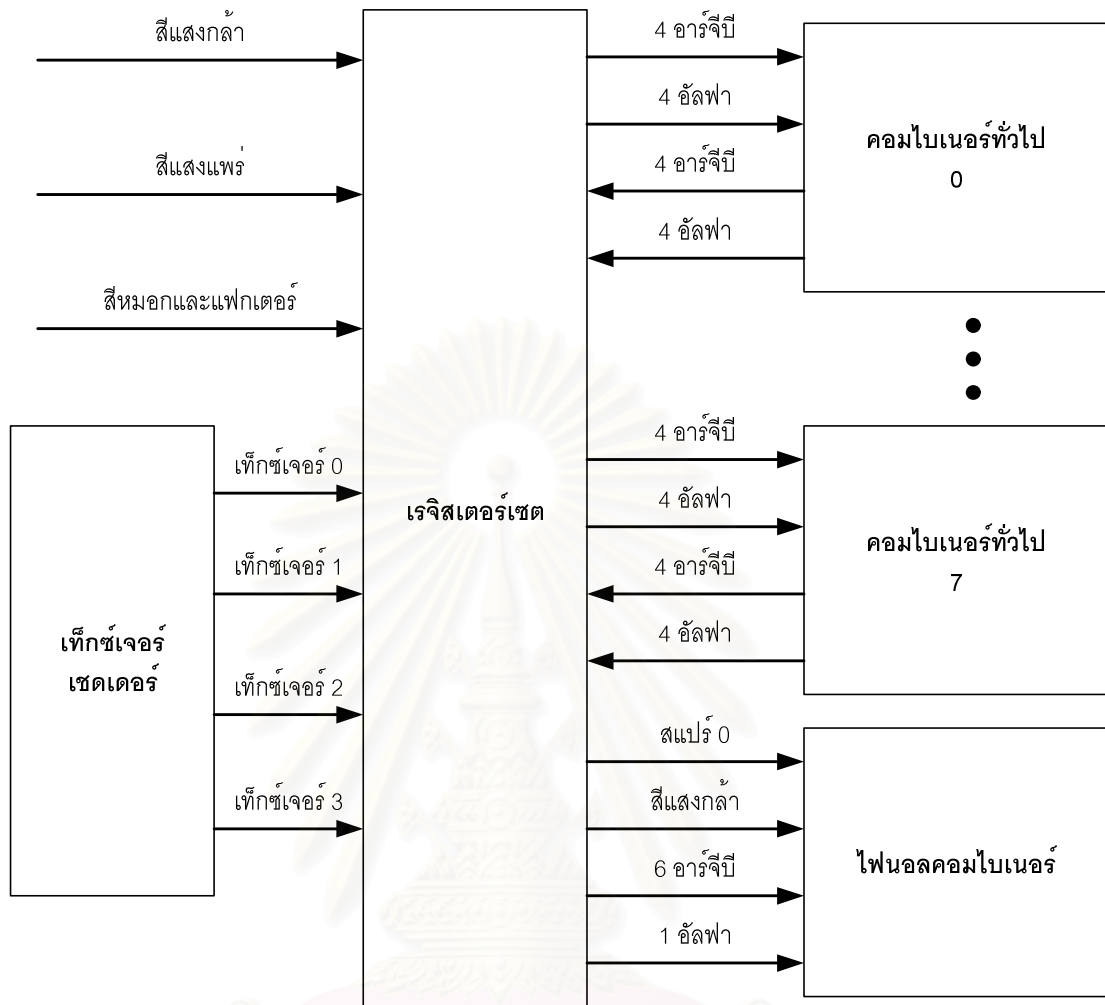 สีแสงกล้า
สีแสงแพร่
สีหมอกและแฟกเตอร์
เท็กซ์เจอร์
เชดเดอร์
เท็กซ์เจอร์ 0
เท็กซ์เจอร์ 1
เท็กซ์เจอร์ 2
เท็กซ์เจอร์ 3
เรจิสเตอร์เซต
4 อาร์จีบี
4 อัลฟา
4 อาร์จีบี
4 อัลฟา
คอมไบเนอร์ทั่วไป
0
4 อาร์จีบี
4 อัลฟา
4 อาร์จีบี
4 อัลฟา
คอมไบเนอร์ทั่วไป
7
สแปร์ 0
สีแสงกล้า
6 อาร์จีบี
1 อัลฟา
ไฟนอลคอมไบเนอร์